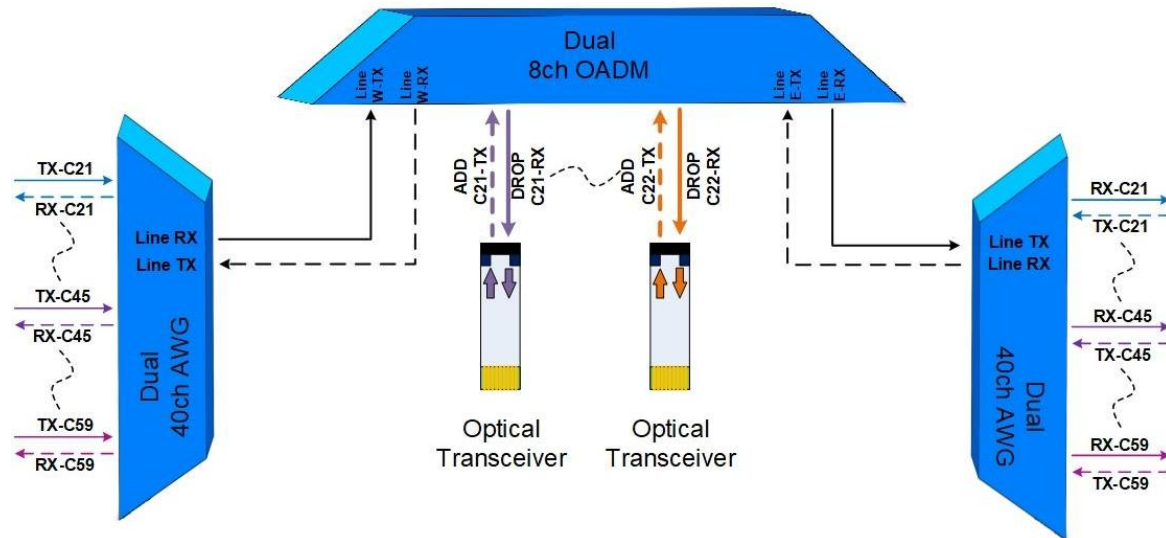 Dual
8ch OADM
Line
W-TX
Line
W-RX
Line
E-TX
Line
E-RX
TX-C21
RX-C21
TX-C45
RX-C45
TX-C59
RX-C59
Line RX
Line TX
Dual
40ch AWG
ADD
C21-TX
DROP
C21-RX
ADD
C22-TX
DROP
C22-RX
Optical
Transceiver
Optical
Transceiver
Line TX
Line RX
Dual
40ch AWG
RX-C21
TX-C21
RX-C45
TX-C45
RX-C59
TX-C59